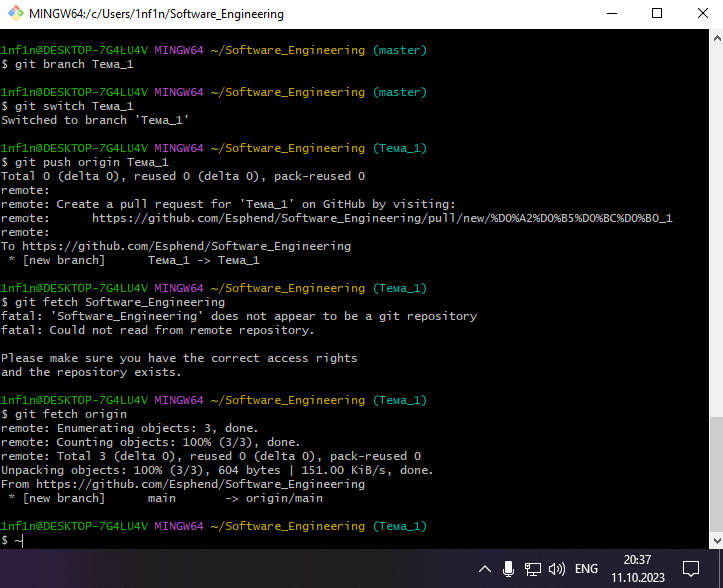 MINGW64:/c/Users/1nf1n/Software_Engineering
1nf1n@DESKTOP-7G4LU4V MINGW64 ~/Software_Engineering (master)
$ git branch Тема_1
1nf1n@DESKTOP-7G4LU4V MINGW64 ~/Software_Engineering (master)
$ git switch Тема_1
Switched to branch 'Тема_1'
1nf1n@DESKTOP-7G4LU4V MINGW64 ~/Software_Engineering (Тема_1)
$ git push origin Тема_1
Total 0 (delta 0), reused 0 (delta 0), pack-reused 0
remote:
remote: Create a pull request for 'Тема_1' on GitHub by visiting:
remote:      https://github.com/Esphend/Software_Engineering/pull/new/%D0%A2%D0%B5%D0%BC%D0%B0_1
remote:
To https://github.com/Esphend/Software_Engineering
 * [new branch]      Тема_1 -> Тема_1
1nf1n@DESKTOP-7G4LU4V MINGW64 ~/Software_Engineering (Тема_1)
$ git fetch Software_Engineering
fatal: 'Software_Engineering' does not appear to be a git repository
fatal: Could not read from remote repository.
Please make sure you have the correct access rights
and the repository exists.
1nf1n@DESKTOP-7G4LU4V MINGW64 ~/Software_Engineering (Тема_1)
$ git fetch origin
remote: Enumerating objects: 3, done.
remote: Counting objects: 100% (3/3), done.
remote: Total 3 (delta 0), reused 0 (delta 0), pack-reused 0
Unpacking objects: 100% (3/3), 604 bytes | 151.00 KiB/s, done.
From https://github.com/Esphend/Software_Engineering
 * [new branch]      main       -> origin/main
1nf1n@DESKTOP-7G4LU4V MINGW64 ~/Software_Engineering (Тема_1)
$ ~
ENG
20:37
11.10.2023